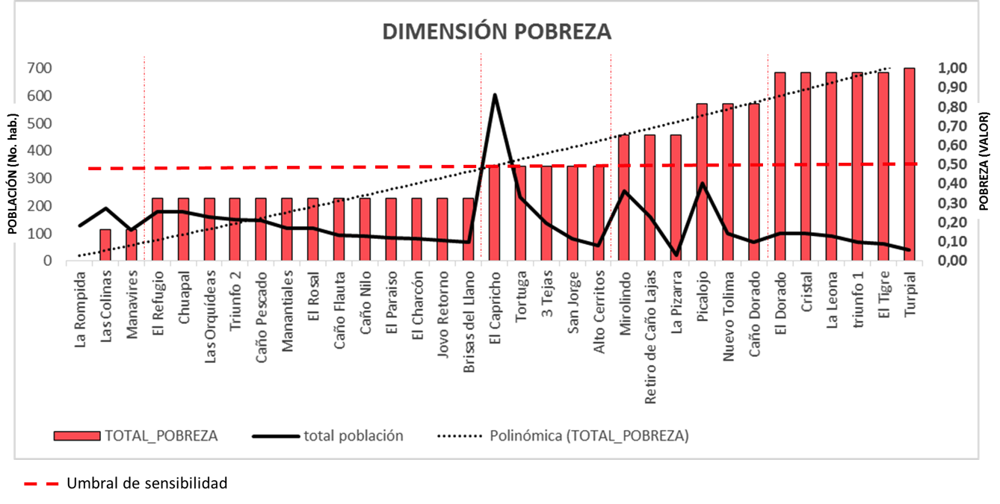 DIMENSIÓN POBREZA
POBLACIÓN (No. hab.)
700
600
500
400
300
200
100
0
1,00
0,90
0,80
0,70
0,60
0,50
0,40
0,30
0,20
0,10
0,00
POBREZA (VALOR)
La Rompida
Las Colinas
Manavires
El Refugio
Chuapal
Las Orquídeas
Triunfo 2
Caño Pescado
Manantiales
El Rosal
Caño Flauta
Caño Nilo
El Paraiso
El Charcón
Jovo Retorno
Brisas del Llano
El Capricho
Tortuga
3 Tejas
San Jorge
Alto Cerritos
Mirolindo
Retiro de Caño Lajas
La Pizarra
Picalojo
Nuevo Tolima
Caño Dorado
El Dorado
Cristal
La Leona
triunfo 1
El Tigre
Turpial
TOTAL_POBREZA
total población
Polinómica (TOTAL_POBREZA)
Umbral de sensibilidad